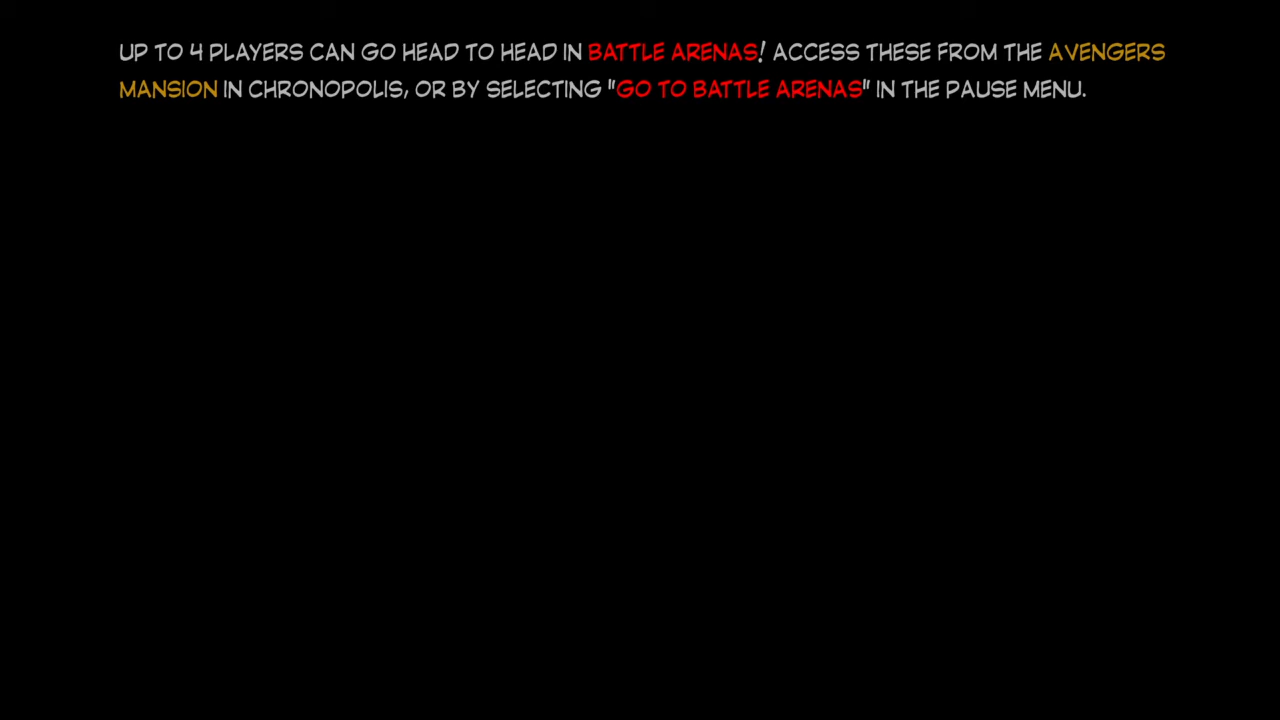 UP TO 4 PLAYERS CAN GO HEAD TO HEAD IN BATTLE ARENAS! ACCESS THESE FROM THE AVENGERS
MANSION IN CHRONOPOLIS, OR BY SELECTING "GO TO BATTLE ARENAS" IN THE PAUSE MENU.